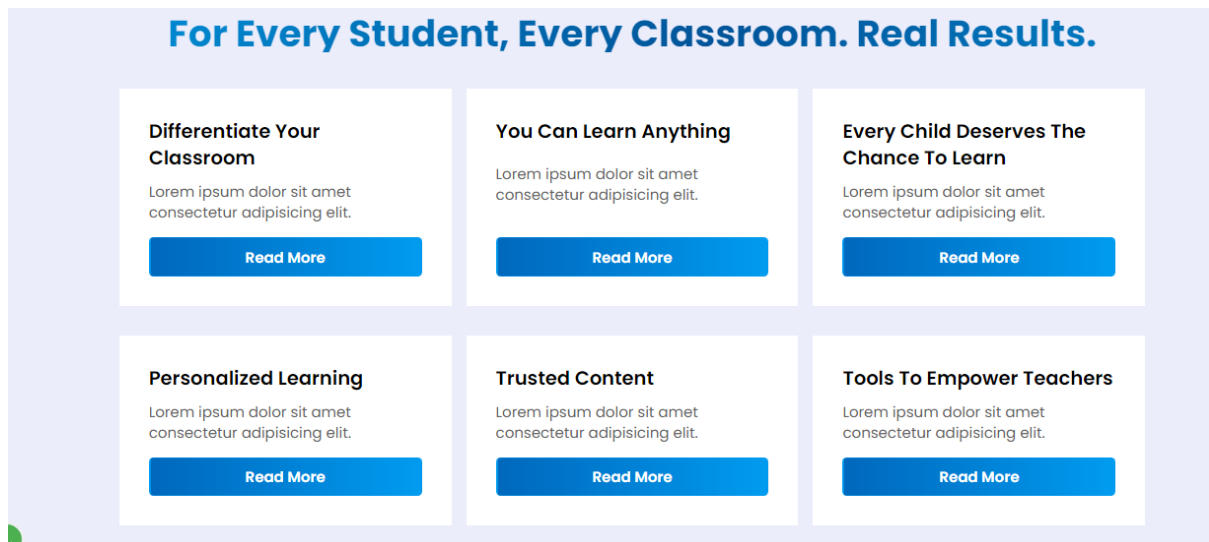 For Every Student, Every Classroom. Real Results.
Differentiate Your
Classroom
Lorem ipsum dolor sit amet
consectetur adipisicing elit.
Read More
You Can Learn Anything
Lorem ipsum dolor sit amet
consectetur adipisicing elit.
Read More
Every Child Deserves The
Chance To Learn
Lorem ipsum dolor sit amet
consectetur adipisicing elit.
Read More
Personalized Learning
Lorem ipsum dolor sit amet
consectetur adipisicing elit.
Read More
Trusted Content
Lorem ipsum dolor sit amet
consectetur adipisicing elit.
Read More
Tools To Empower Teachers
Lorem ipsum dolor sit amet
consectetur adipisicing elit.
Read More